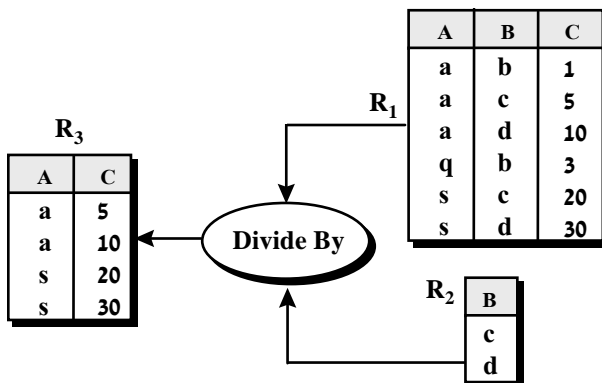 R1
A B C
a b 1
a c 5
a d 10
q b 3
s c 20
s d 30
R3
A C
a 5
a 10
s 20
s 30
Divide By
R2
B
c
d